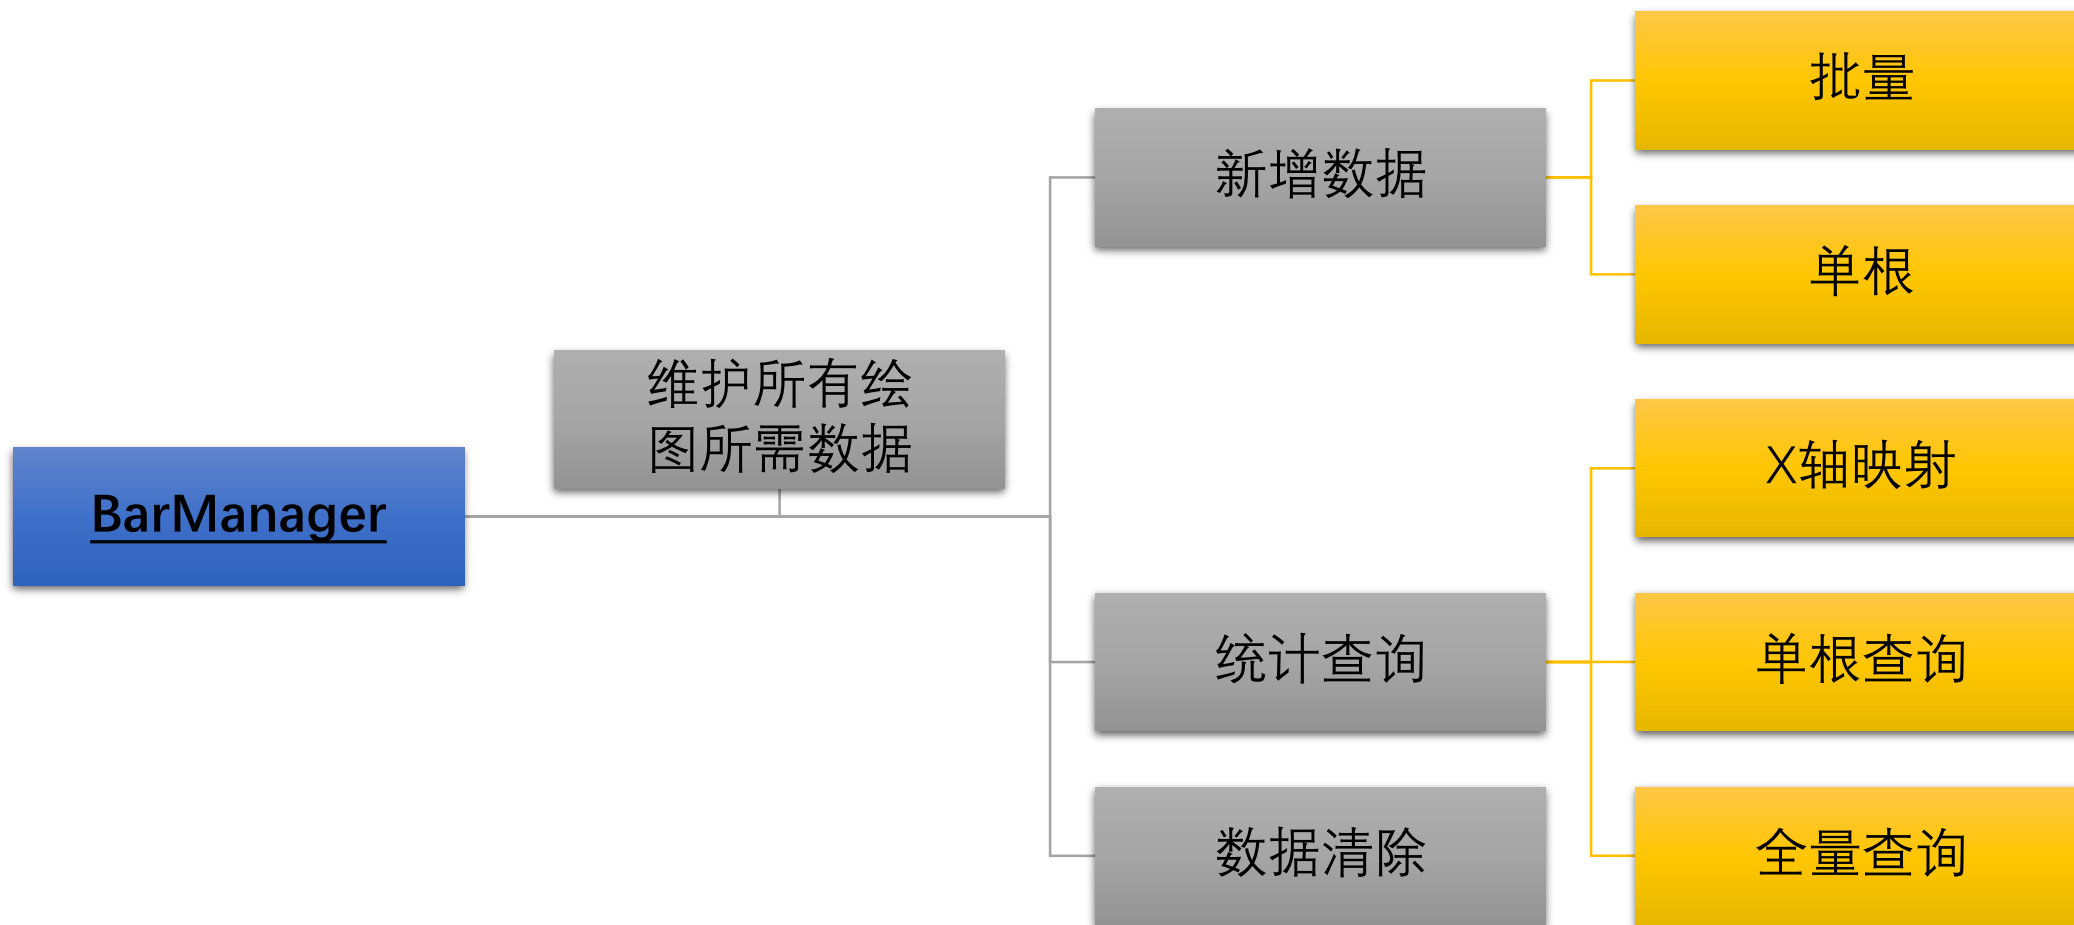 BarManager
维护所有绘
图所需数据
新增数据
批量
单根
统计查询
X轴映射
单根查询
全量查询
数据清除